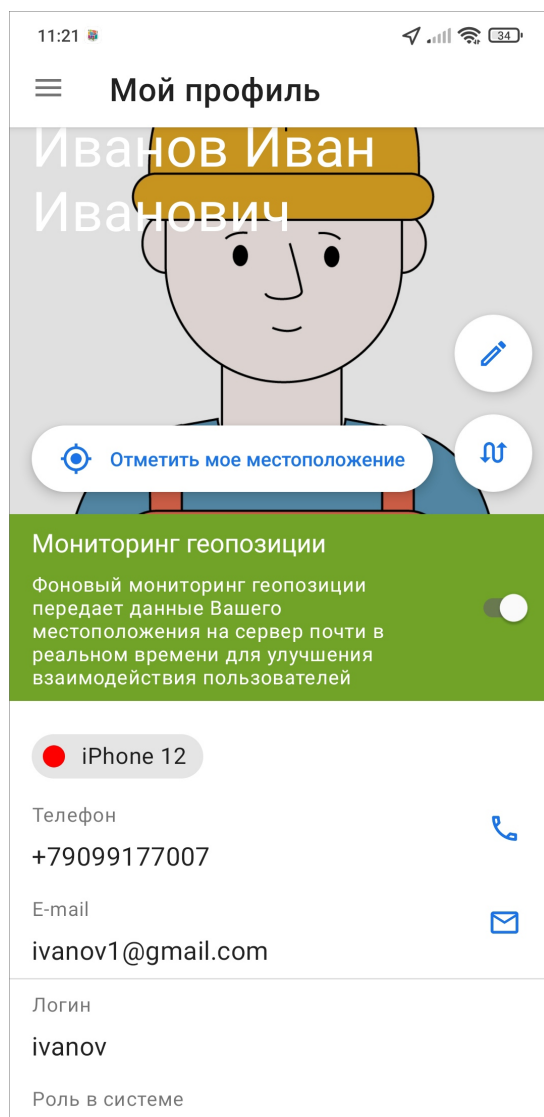 11:21
34
Мой профиль
Иванов Иван
Иванович
Отметить мое местоположение
Мониторинг геопозиции
Фоновый мониторинг геопозиции
передает данные Вашего
местоположения на сервер почти в
реальном времени для улучшения
взаимодействия пользователей
iPhone 12
Телефон
+79099177007
E-mail
ivanov1@gmail.com
Логин
ivanov
Роль в системе